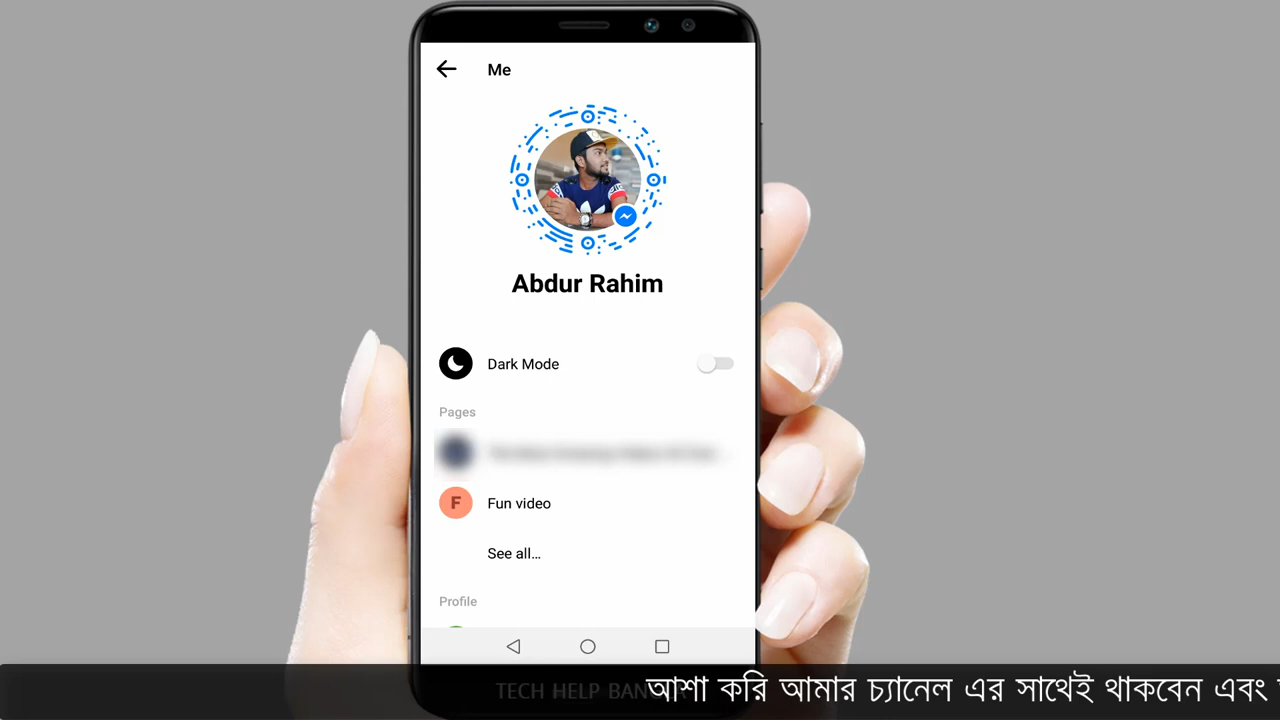 Me
Abdur Rahim
Dark Mode
Pages
F
Fun video
See all...
Profile
TECH HELP BAN
আশা করি আমার চ্যানেল এর সাথেই থাকবেন এবং